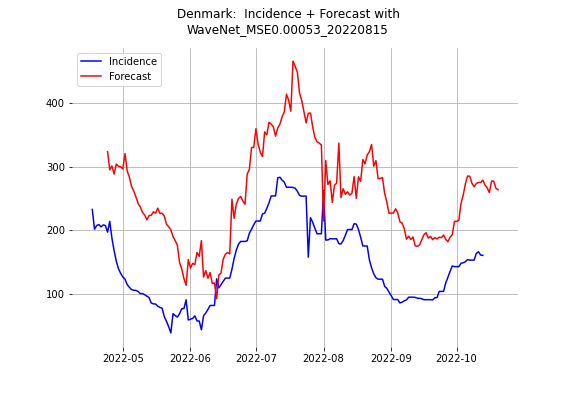 Denmark:  Incidence + Forecast with
WaveNet_MSE0.00053_20220815
Incidence
Forecast
400
300
200
100
2022-05
2022-06
2022-07
2022-08
2022-09
2022-10